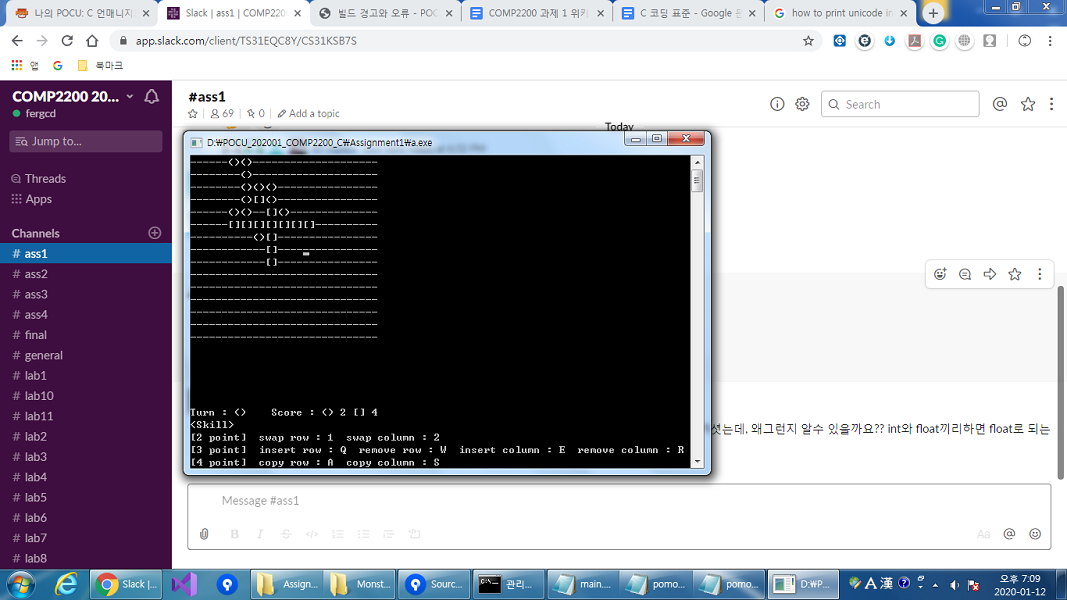 나의 POCU: C 언매니지
Slack | ass1 | COMP220
빌드 경고와 오류 - POC
COMP2200 과제 1 위키
C 코딩 표준 - Google 문
how to print unicode in
app.slack.com/client/TS31EQC8Y/CS31KSB7S
앱
북마크
COMP2200 20...
fergcd
Jump to...
Threads
Apps
Channels
# ass1
# ass2
# ass3
# ass4
# final
# general
# lab1
# lab10
# lab11
# lab2
# lab3
# lab4
# lab5
# lab6
# lab7
# lab8
#ass1
69
0
Add a topic
Search
Today
D:₩POCU_202001_COMP2200_C₩Assignment1₩a.exe
------<><>--------------------
--------<>--------------------
--------<><><>----------------
--------<>[]<>----------------
------<><>--[]<>--------------
------[][][][][][][]----------
----------<>[]----------------
------------[]----------------
------------[]----------------
------------------------------
------------------------------
------------------------------
------------------------------
------------------------------
------------------------------
Turn : <> Score : <> 2 [] 4
<Skill>
[2 point] swap row : 1 swap column : 2
[3 point] insert row : Q remove row : W insert column : E remove column : R
[4 point] copy row : A copy column : S
셧는데, 왜그런지 알수 있을까요?? int와 float끼리하면 float로 되는
Message #ass1
Aa
Slack |...
Assign...
Monst...
Sourc...
관리...
main....
pomo...
pomo...
D:₩P...
A 漢
오후 7:09
2020-01-12